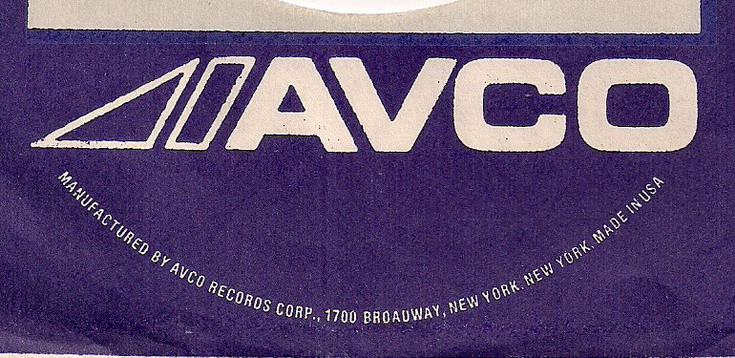 AVCO
MANUFACTURED BY AVCO RECORDS CORP., 1700 BROADWAY, NEW YORK. NEW YORK. MADE IN USA